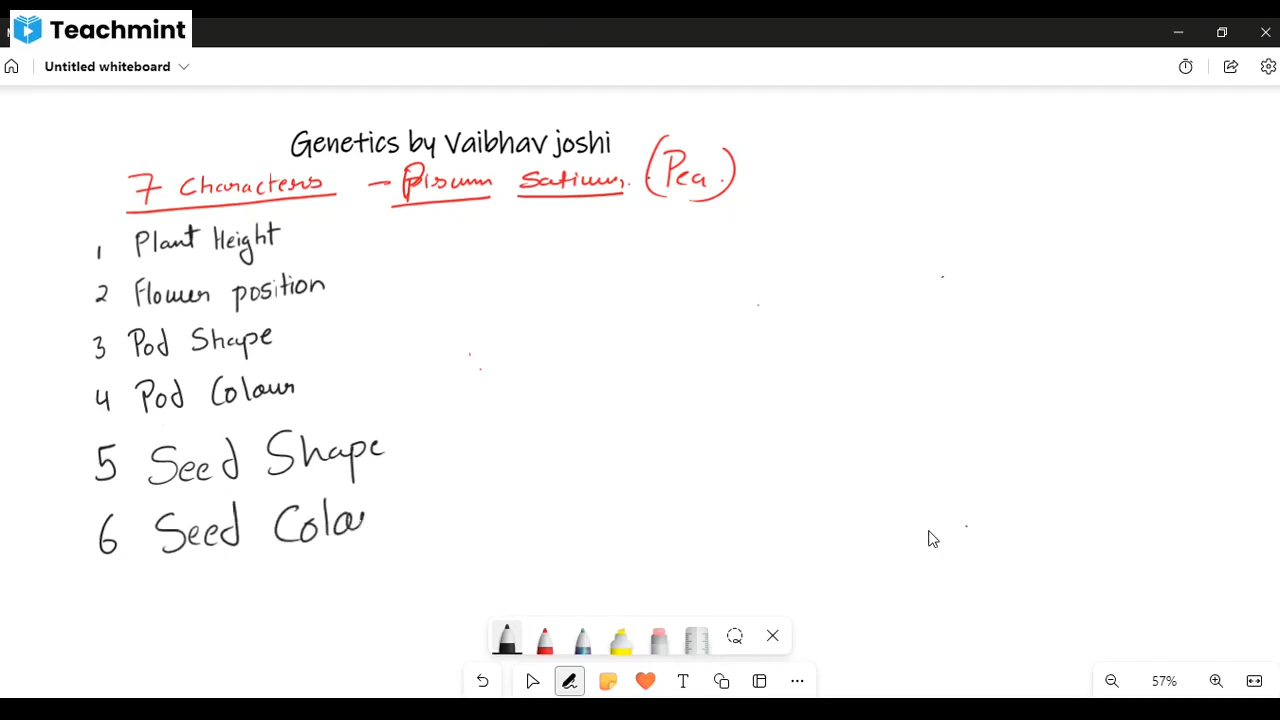 Teachmint
Untitled whiteboard
Genetics by Vaibhav joshi
7 Characters - Pisum Sativum, (Pea.)
1 Plant Height
2 Flower position
3 Pod Shape
4 Pod Colour
5 Seed Shape
6 Seed Colou
57%